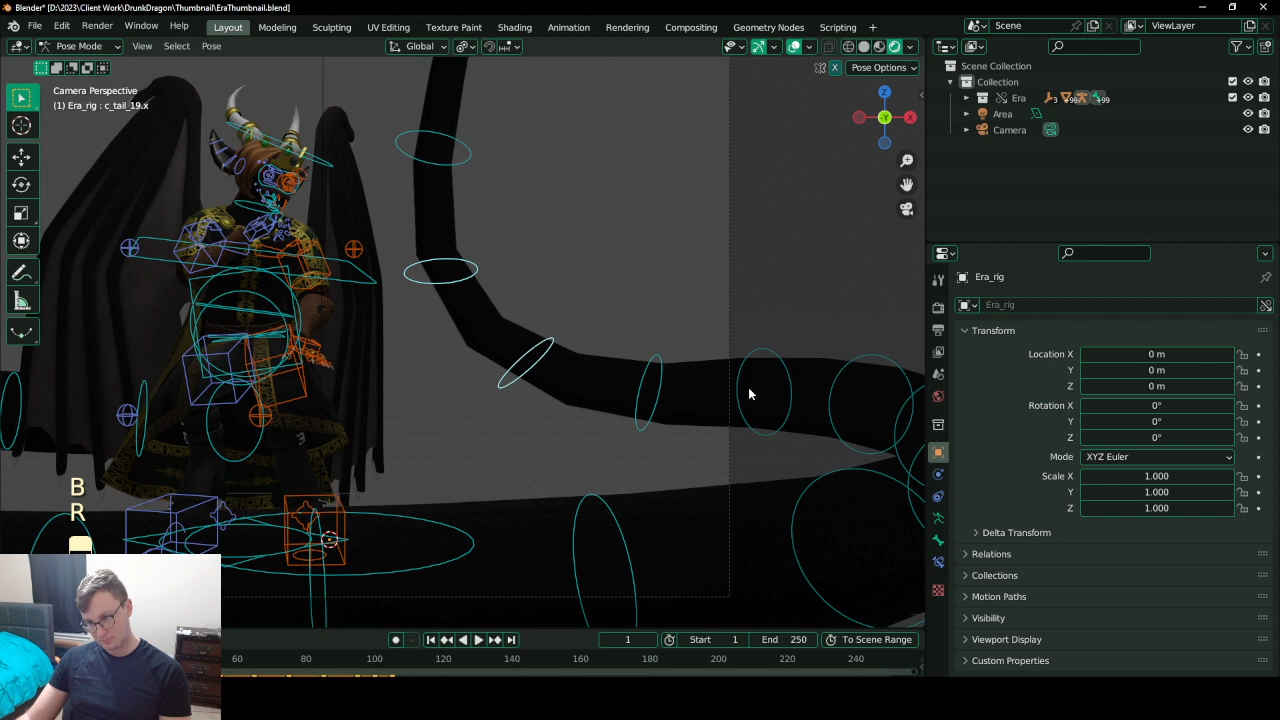 Blender* [D:\2023\Client Work\DrunkDragon\Thumbnail\EraThumbnail.blend]
File Edit Render Window Help Layout Modeling Sculpting UV Editing Texture Paint Shading Animation Rendering Compositing Geometry Nodes Scripting Scene ViewLayer
Pose Mode View Select Pose Global
X Pose Options
Camera Perspective
(1) Era_rig : c_tail_19.x
Z
Y X
Scene Collection
Collection
Era 3 +99 +99
Area
Camera
Era_rig
Era_rig
Transform
Location X 0 m
Y 0 m
Z 0 m
Rotation X 0°
Y 0°
Z 0°
Mode XYZ Euler
Scale X 1.000
Y 1.000
Z 1.000
Delta Transform
Relations
Collections
Motion Paths
Visibility
Viewport Display
Custom Properties
B
R
1 Start 1 End 250 To Scene Range
60 80 100 120 140 160 180 200 220 240